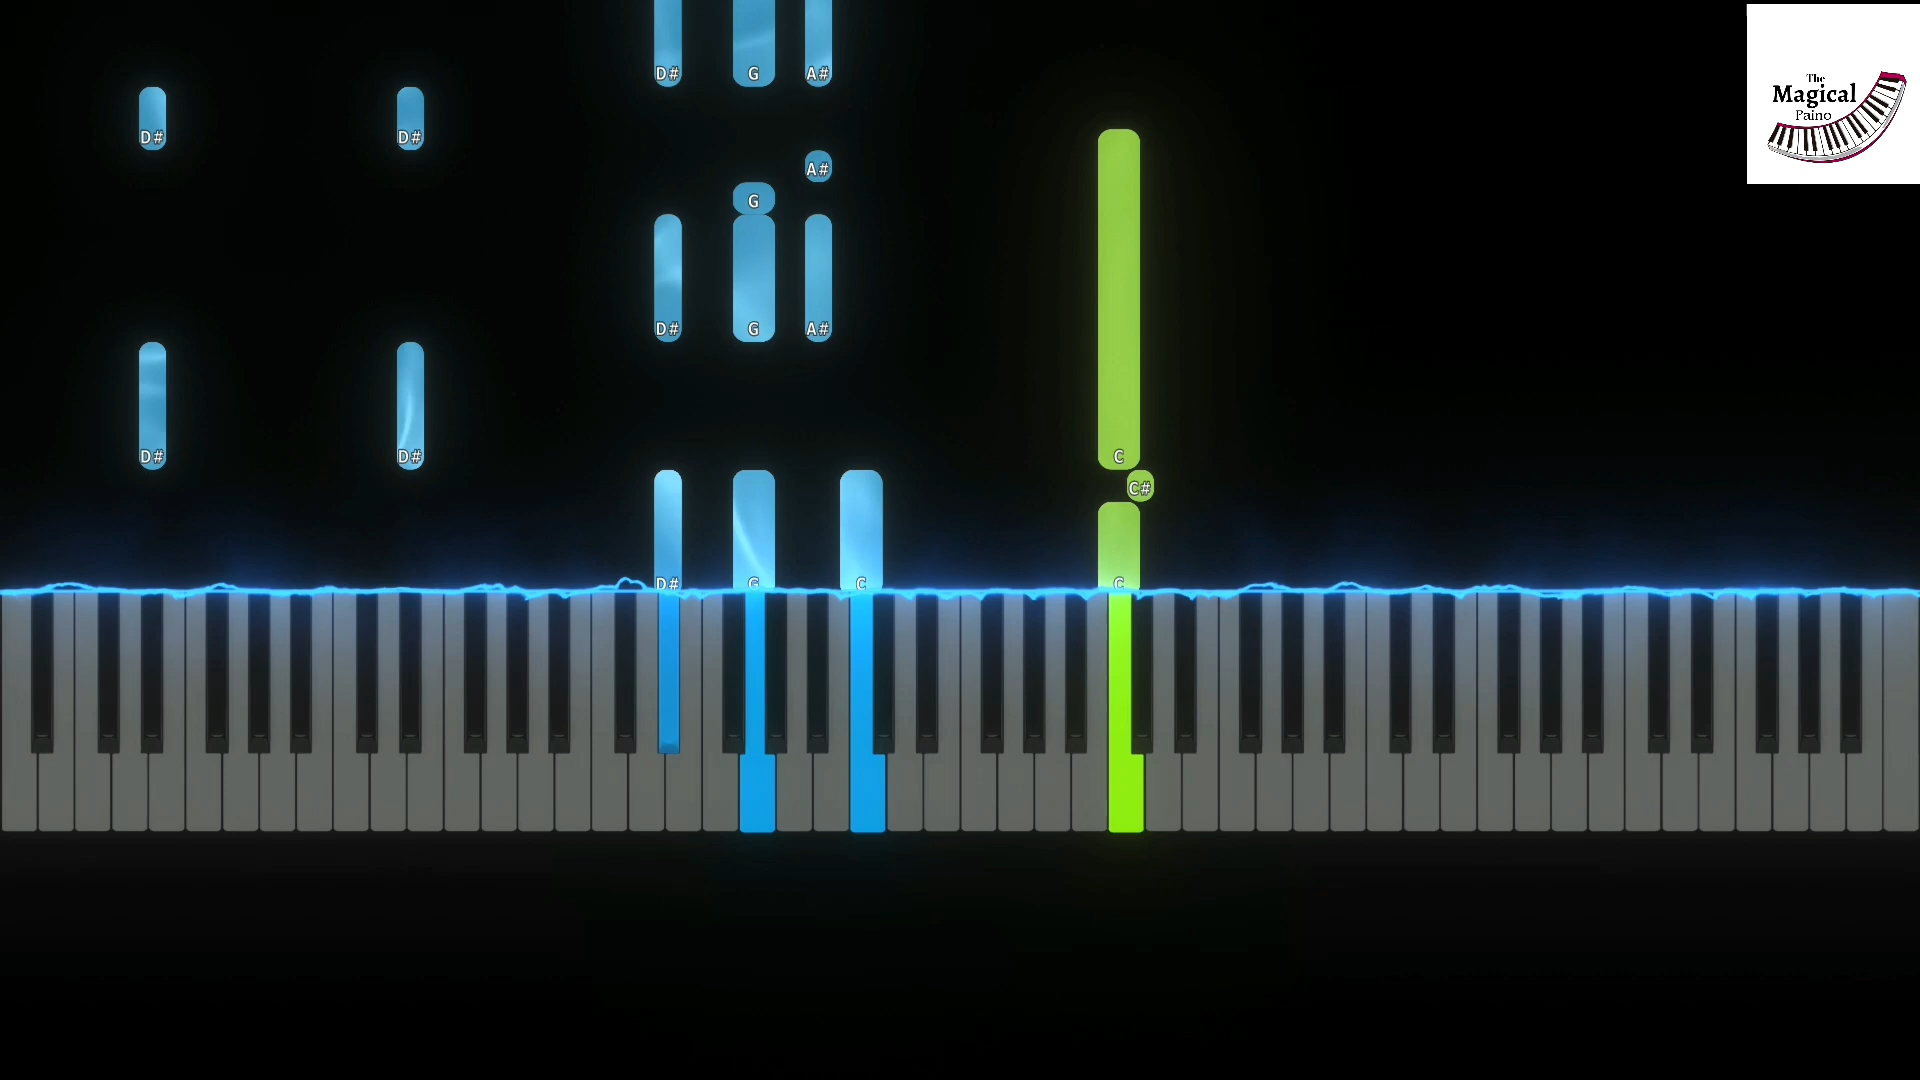 D# G A#
The
Magical
Paino
D# D#
A#
G
D# G A#
D# D# C
C#
D# G C C